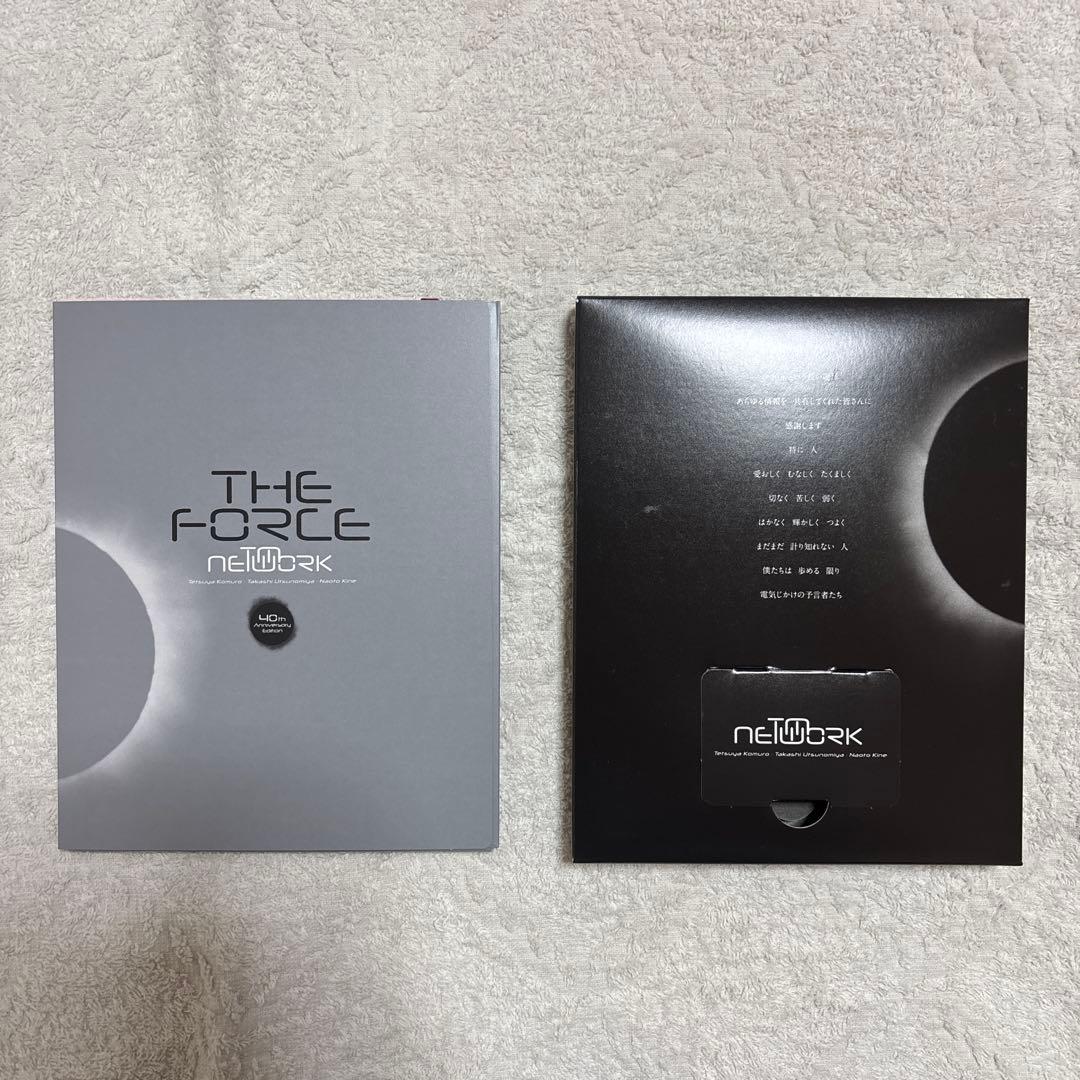 THE
FORCE
TM NETWORK
Tetsuya Komuro · Takashi Utsunomiya · Naoto Kine
40th
Anniversary
Edition
あらゆる情報を 共有してくれた皆さんに
感謝します
特に 人
愛おしく むなしく たくましく
切なく 苦しく 弱く
はかなく 輝かしく つよく
まだまだ 計り知れない 人
僕たちは 歩める 限り
電気じかけの予言者たち
TM NETWORK
Tetsuya Komuro · Takashi Utsunomiya · Naoto Kine